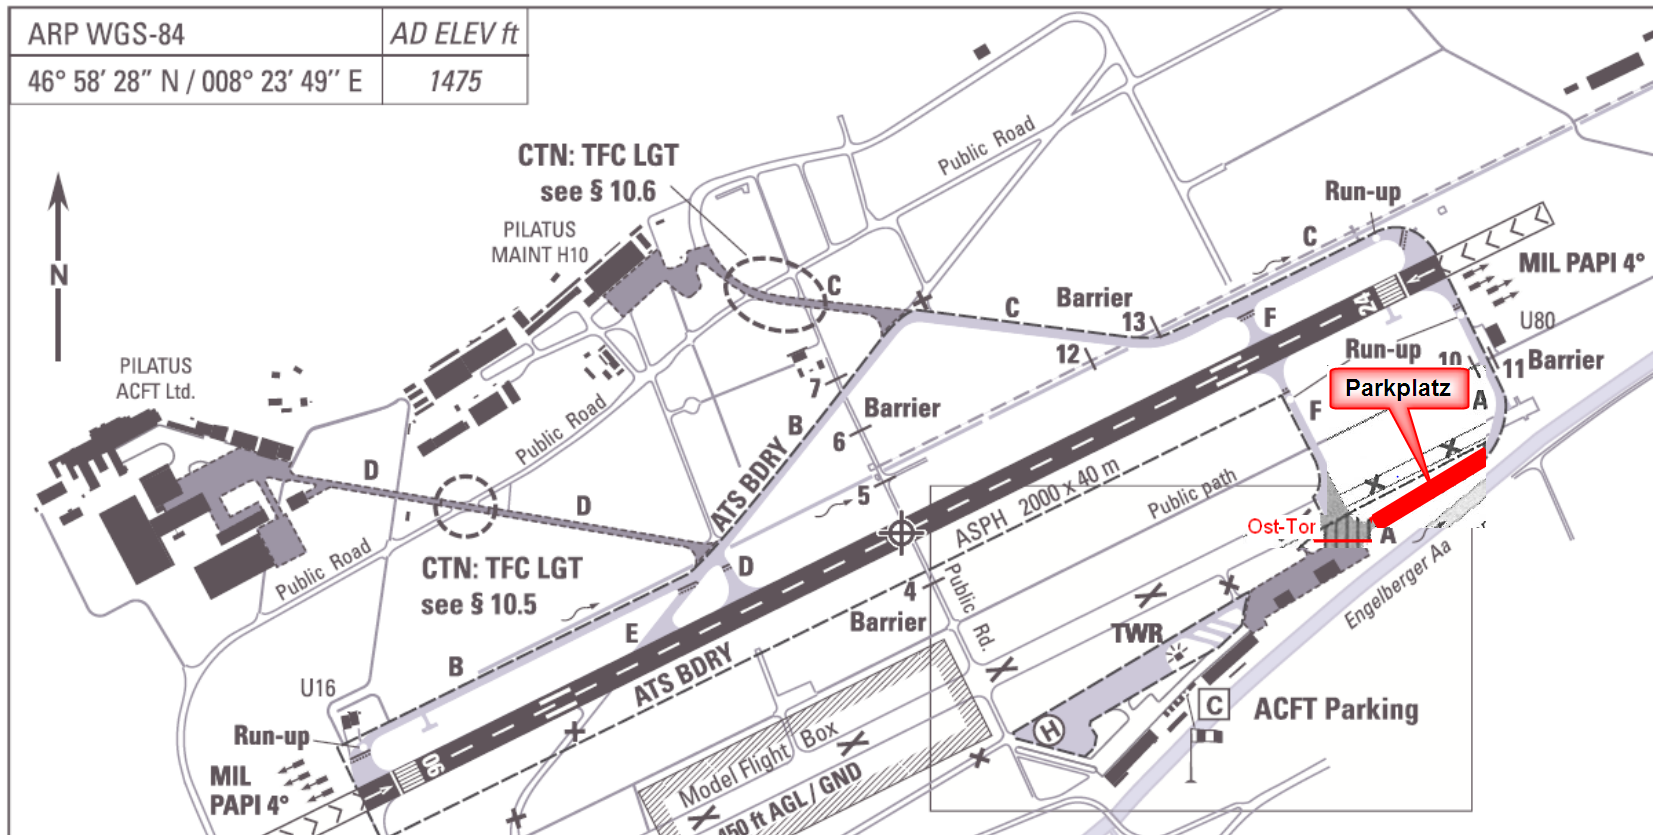 ARP WGS-84
AD ELEV ft
46° 58' 28" N / 008° 23' 49'' E
1475
Public Road
CTN: TFC LGT
see § 10.6
Run-up
PILATUS
MAINT H10
N
C
MIL PAPI 4°
C
C
Barrier
13
24
F
U80
12
Run-up
10
11
Barrier
PILATUS
ACFT Ltd.
7
Parkplatz
A
F
Barrier
B
6
Public Road
D
D
5
ATS BDRY
ASPH 2000 x 40 m
Public path
Ost-Tor
A
CTN: TFC LGT
see § 10.5
Public Road
D
4
Barrier
Public Rd.
Engelberger Aa
E
TWR
B
ATS BDRY
U16
C
ACFT Parking
H
Run-up
06
MIL
PAPI 4°
Model Flight Box
450 ft AGL / GND